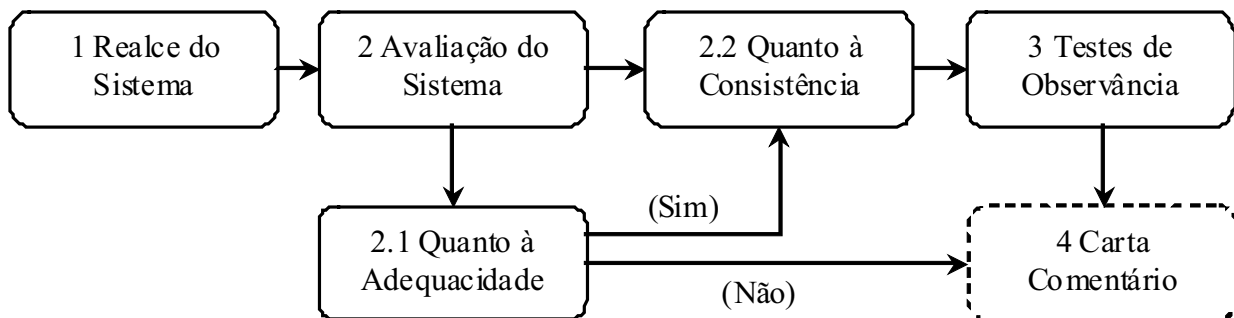 1 Realce do
Sistema
2 Avaliação do
Sistema
2.2 Quanto à
Consistência
3 Testes de
Observância
(Sim)
2.1 Quanto à
Adequacidade
(Não)
4 Carta
Comentário